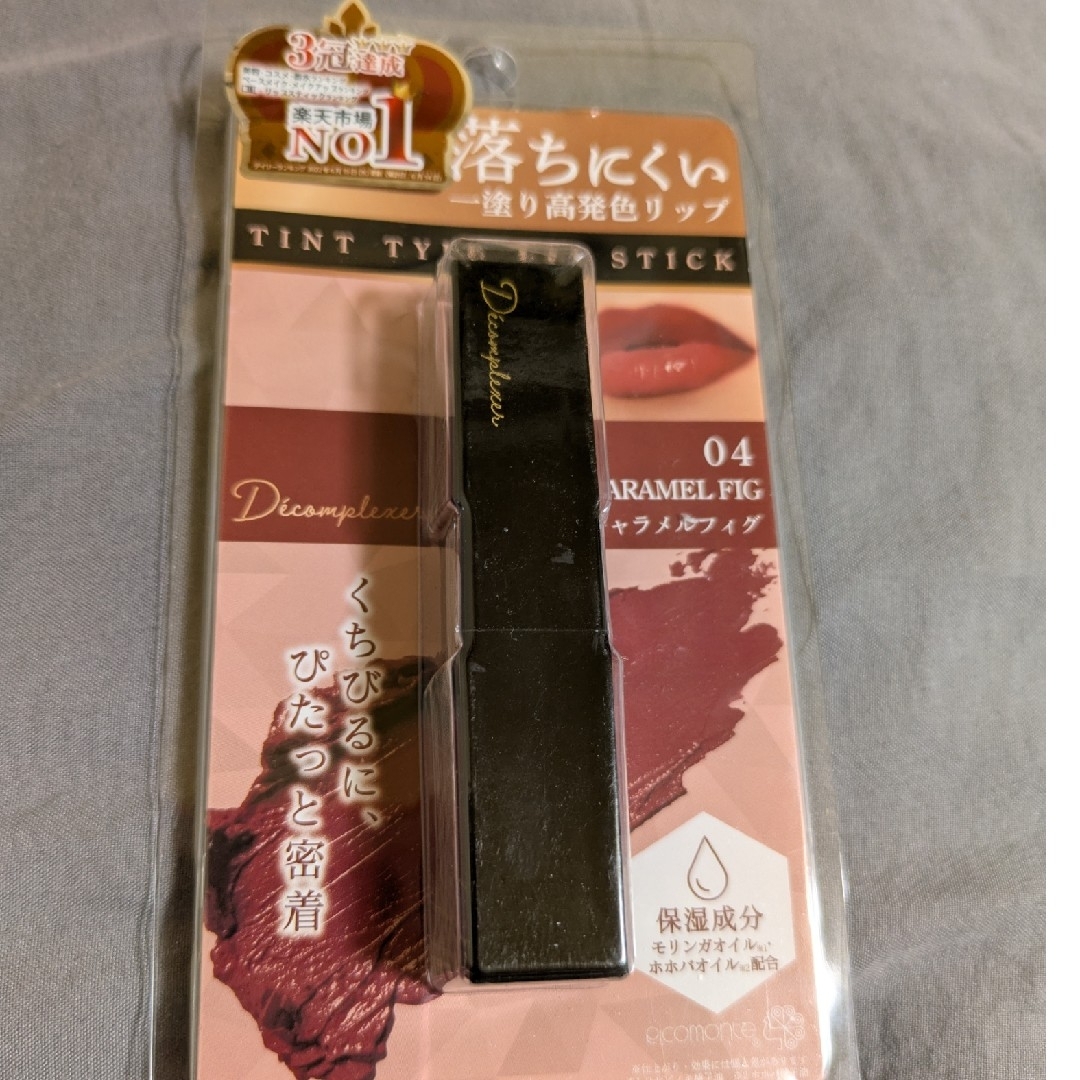 3冠達成
楽天市場
NO1
落ちにくい
一塗り高発色リップ
TINT STICK
Décomplexer
04
ARAMEL FIG
ャラメルフィグ
Décomplexer
くちびるに、
ぴたっと密着
保湿成分
モリンガオイル※1、
ホホバオイル※2配合
picomonte